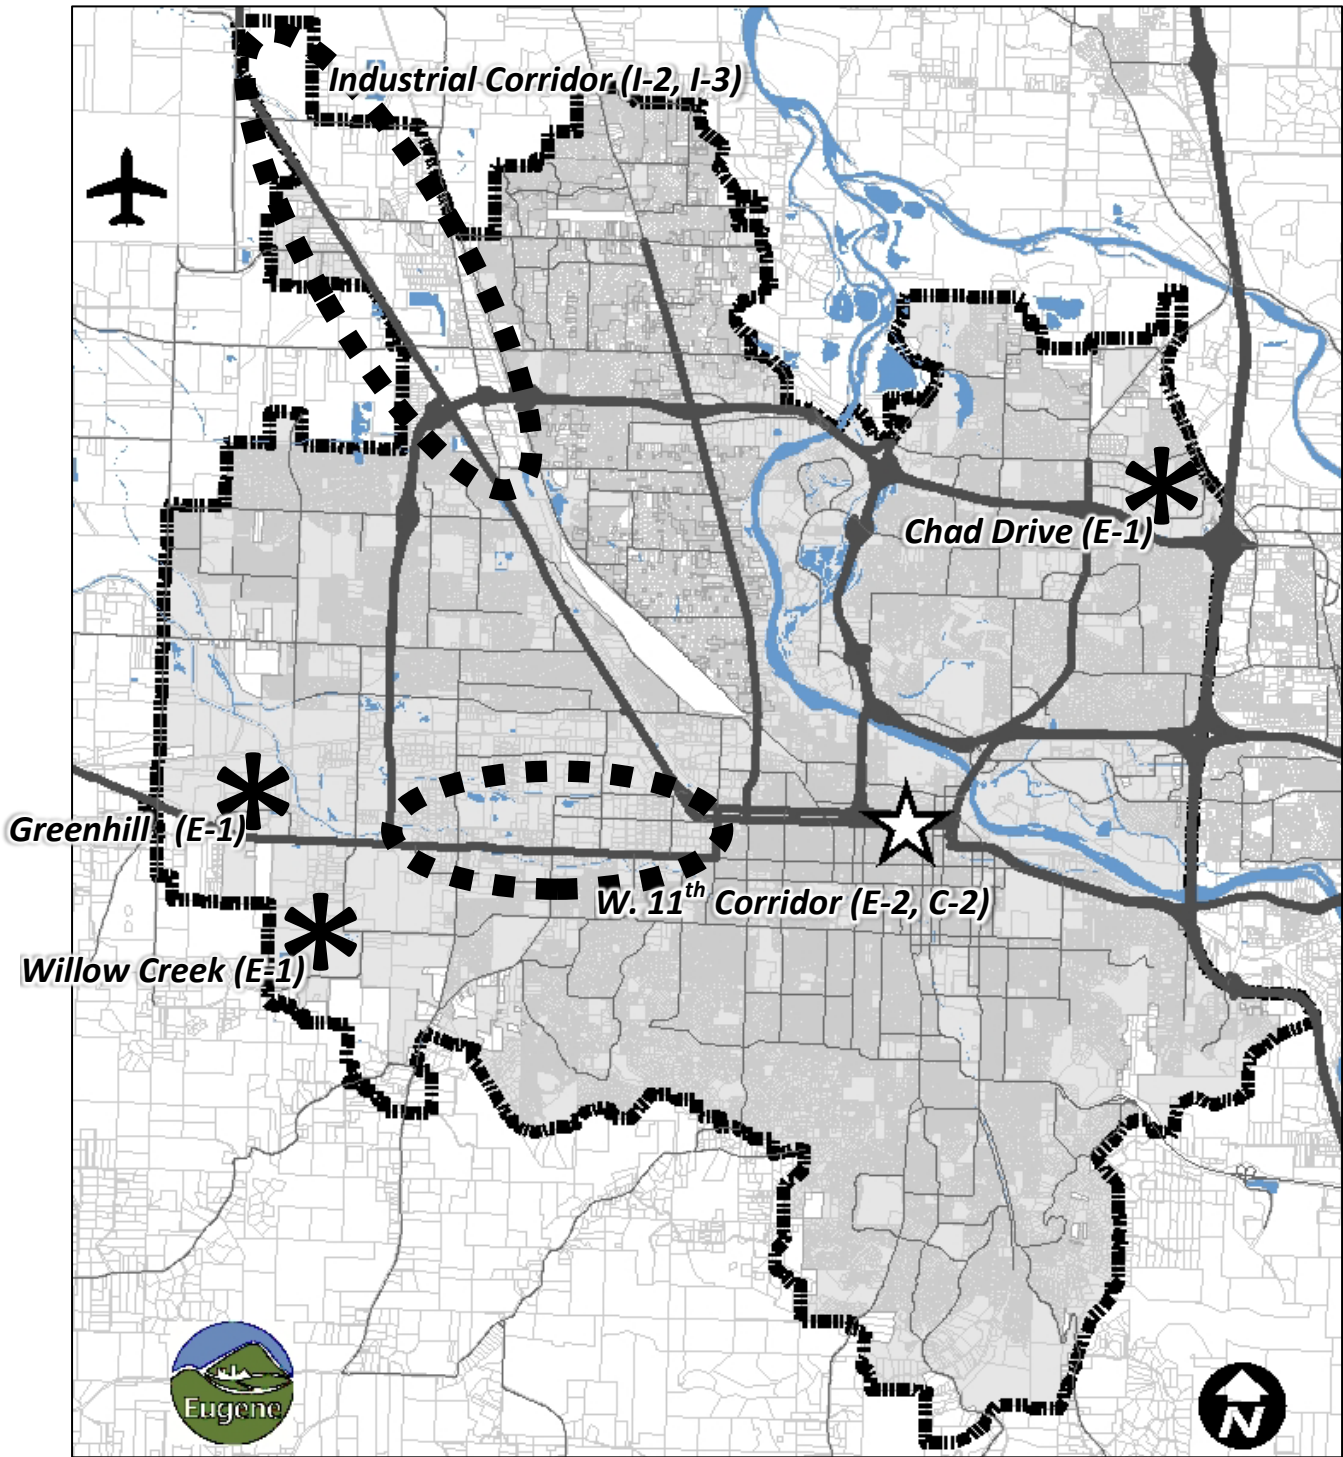 Industrial Corridor (I-2, I-3)
Chad Drive (E-1)
Greenhill (E-1)
W. 11th Corridor (E-2, C-2)
Willow Creek (E-1)
Eugene
N